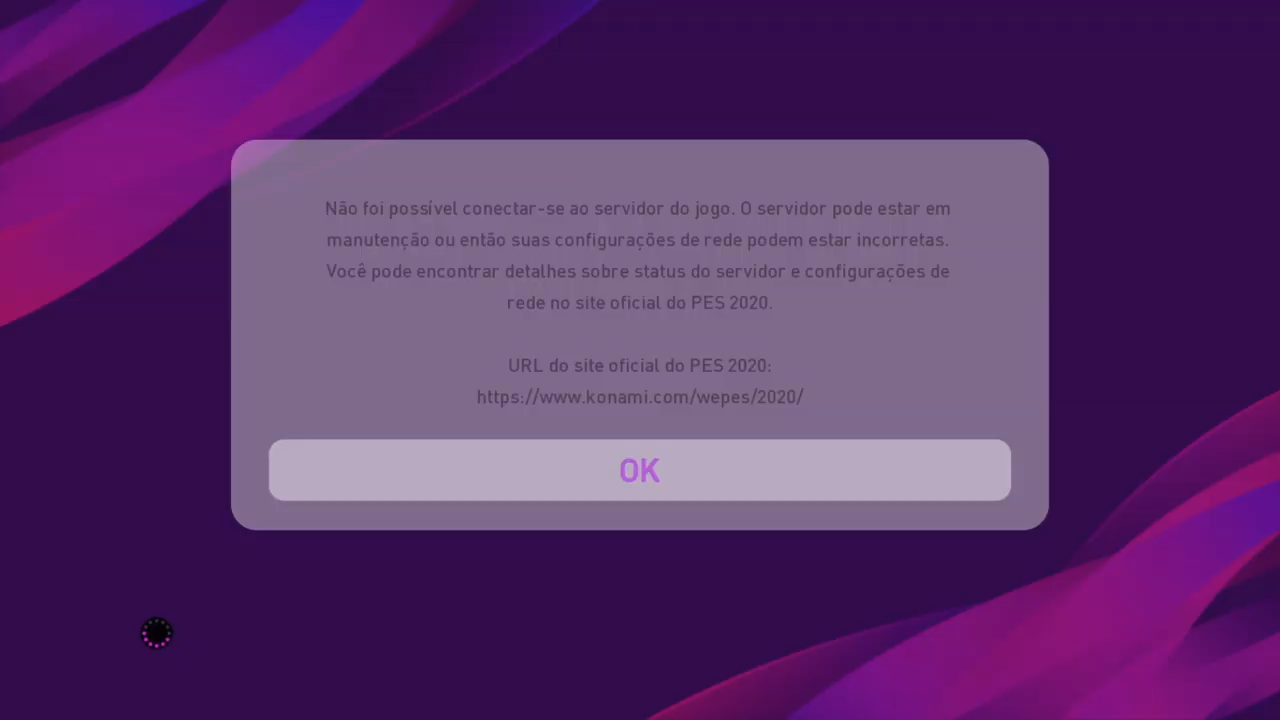 Não foi possível conectar-se ao servidor do jogo. O servidor pode estar em
manutenção ou então suas configurações de rede podem estar incorretas.
Você pode encontrar detalhes sobre status do servidor e configurações de
rede no site oficial do PES 2020.
URL do site oficial do PES 2020:
https://www.konami.com/wepes/2020/
OK